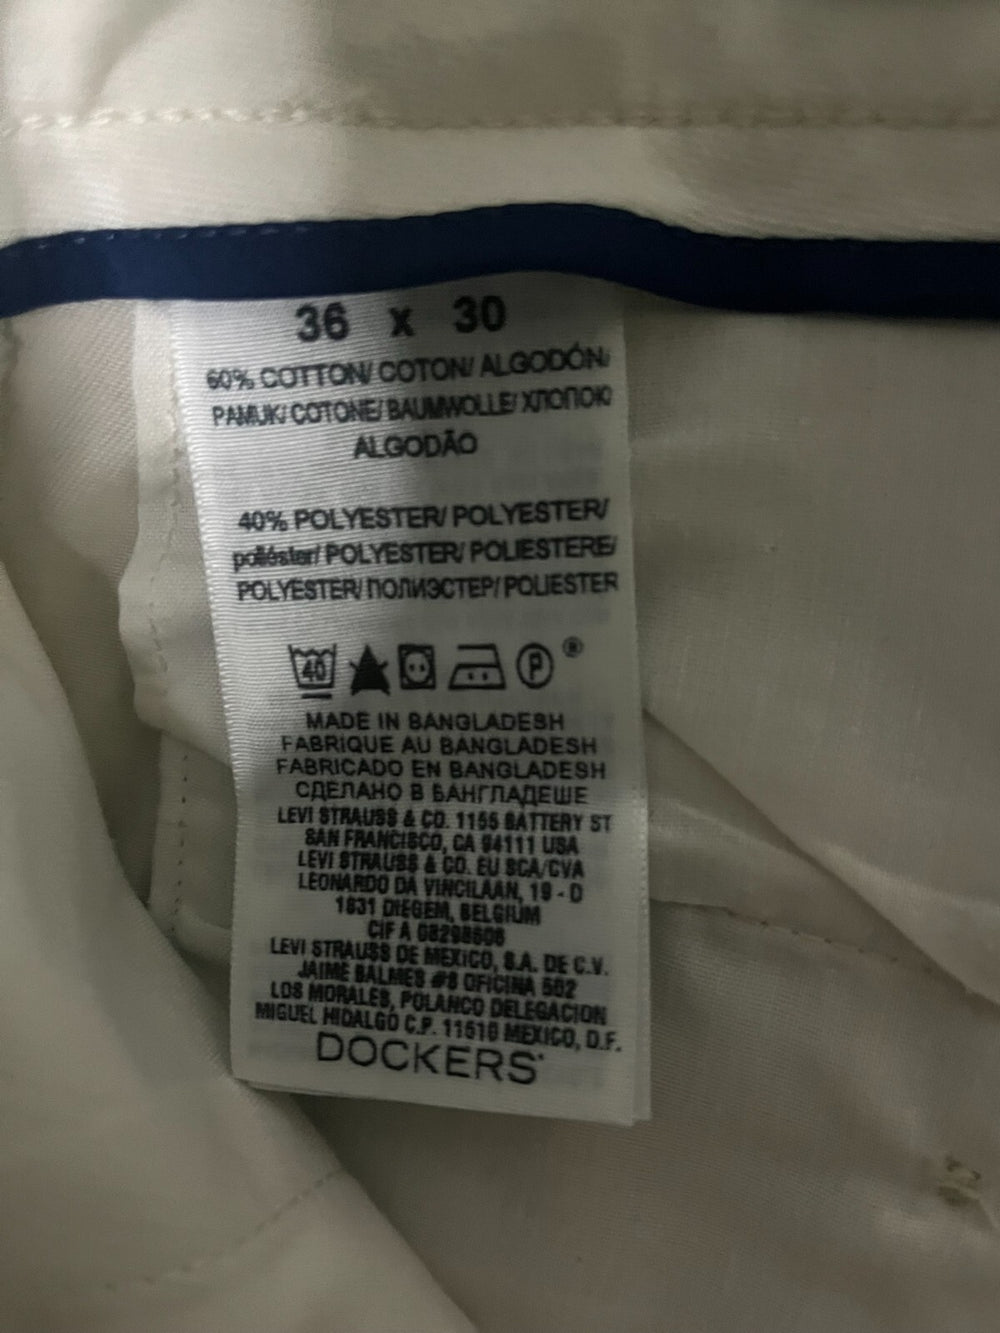 36 x 30
60% COTTON/ COTON/ ALGODÓN/
PAMUK/ COTONE/ BAUMWOLLE/ ХЛОПОК/
ALGODÃO
40% POLYESTER/ POLYESTER/
poliéster/ POLYESTER/ POLIESTERE/
POLYESTER/ ПОЛИЭСТЕР/ POLIESTER
40 P ®
MADE IN BANGLADESH
FABRIQUE AU BANGLADESH
FABRICADO EN BANGLADESH
СДЕЛАНО В БАНГЛАДЕШЕ
LEVI STRAUSS & CO. 1155 BATTERY ST
SAN FRANCISCO, CA 94111 USA
LEVI STRAUSS & CO. EU SCA/CVA
LEONARDO DA VINCILAAN, 19 - D
1831 DIEGEM, BELGIUM
CIF A
LEVI STRAUSS DE MEXICO, S.A. DE C.V.
JAIME BALMES #8 OFICINA 502
LOS MORALES, POLANCO DELEGACION
MIGUEL HIDALGO C.P. 11510 MEXICO, D.F.
DOCKERS